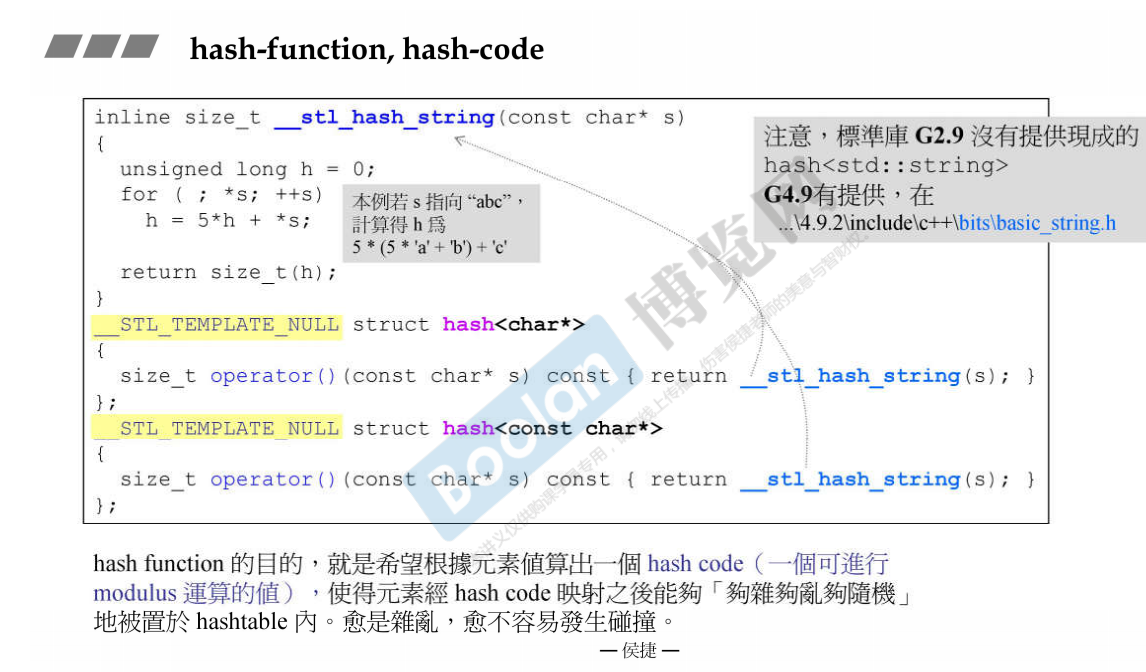 hash-function, hash-code
inline size_t __stl_hash_string(const char* s)
{
unsigned long h = 0;
for ( ; *s; ++s)
h = 5*h + *s;
return size_t(h);
}
本例若 s 指向 “abc”，
計算得 h 爲
5 * (5 * 'a' + 'b') + 'c'
注意，標準庫 G2.9 沒有提供現成的
hash<std::string>
G4.9有提供，在
...\4.9.2\include\c++\bits\basic_string.h
__STL_TEMPLATE_NULL struct hash<char*>
{
size_t operator()(const char* s) const { return __stl_hash_string(s); }
};
__STL_TEMPLATE_NULL struct hash<const char*>
{
size_t operator()(const char* s) const { return __stl_hash_string(s); }
};
hash function 的目的，就是希望根據元素値算出一個 hash code（一個可進行
modulus 運算的値），使得元素經 hash code 映射之後能夠「夠雜夠亂夠隨機」
地被置於 hashtable 內。愈是雜亂，愈不容易發生碰撞。
— 侯捷 —
Boolan
博览网